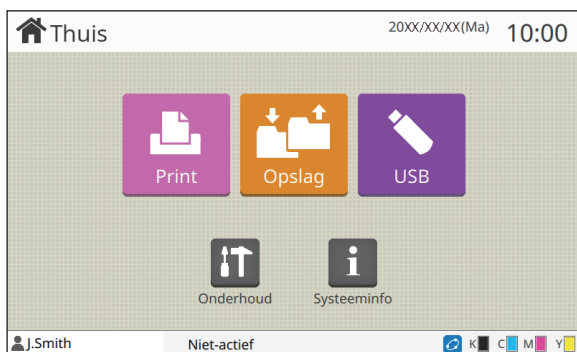 Thuis
20XX/XX/XX(Ma) 10:00
Print Opslag USB
Onderhoud Systeeminfo
J.Smith Niet-actief K C M Y